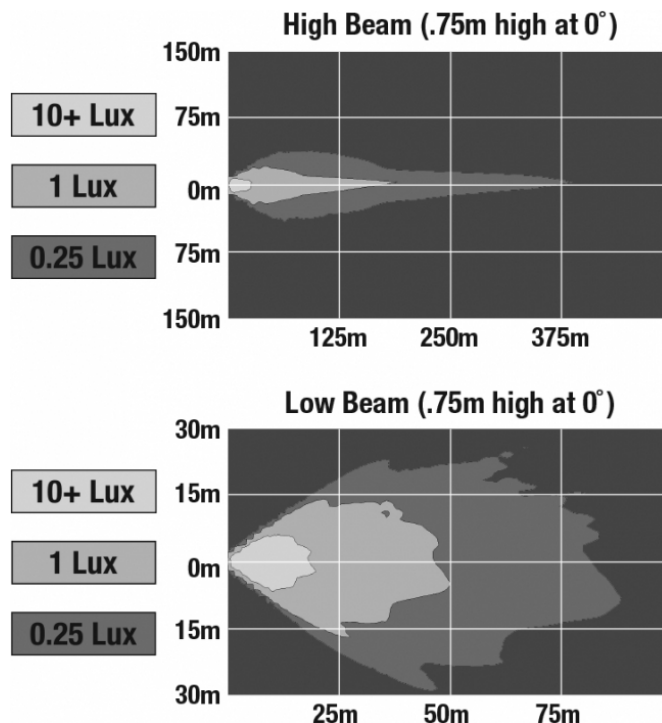 High Beam (.75m high at 0°)
150m
10+ Lux
75m
1 Lux
0m
0.25 Lux
75m
150m
125m 250m 375m
Low Beam (.75m high at 0°)
30m
10+ Lux
15m
1 Lux
0m
0.25 Lux
15m
30m
25m 50m 75m